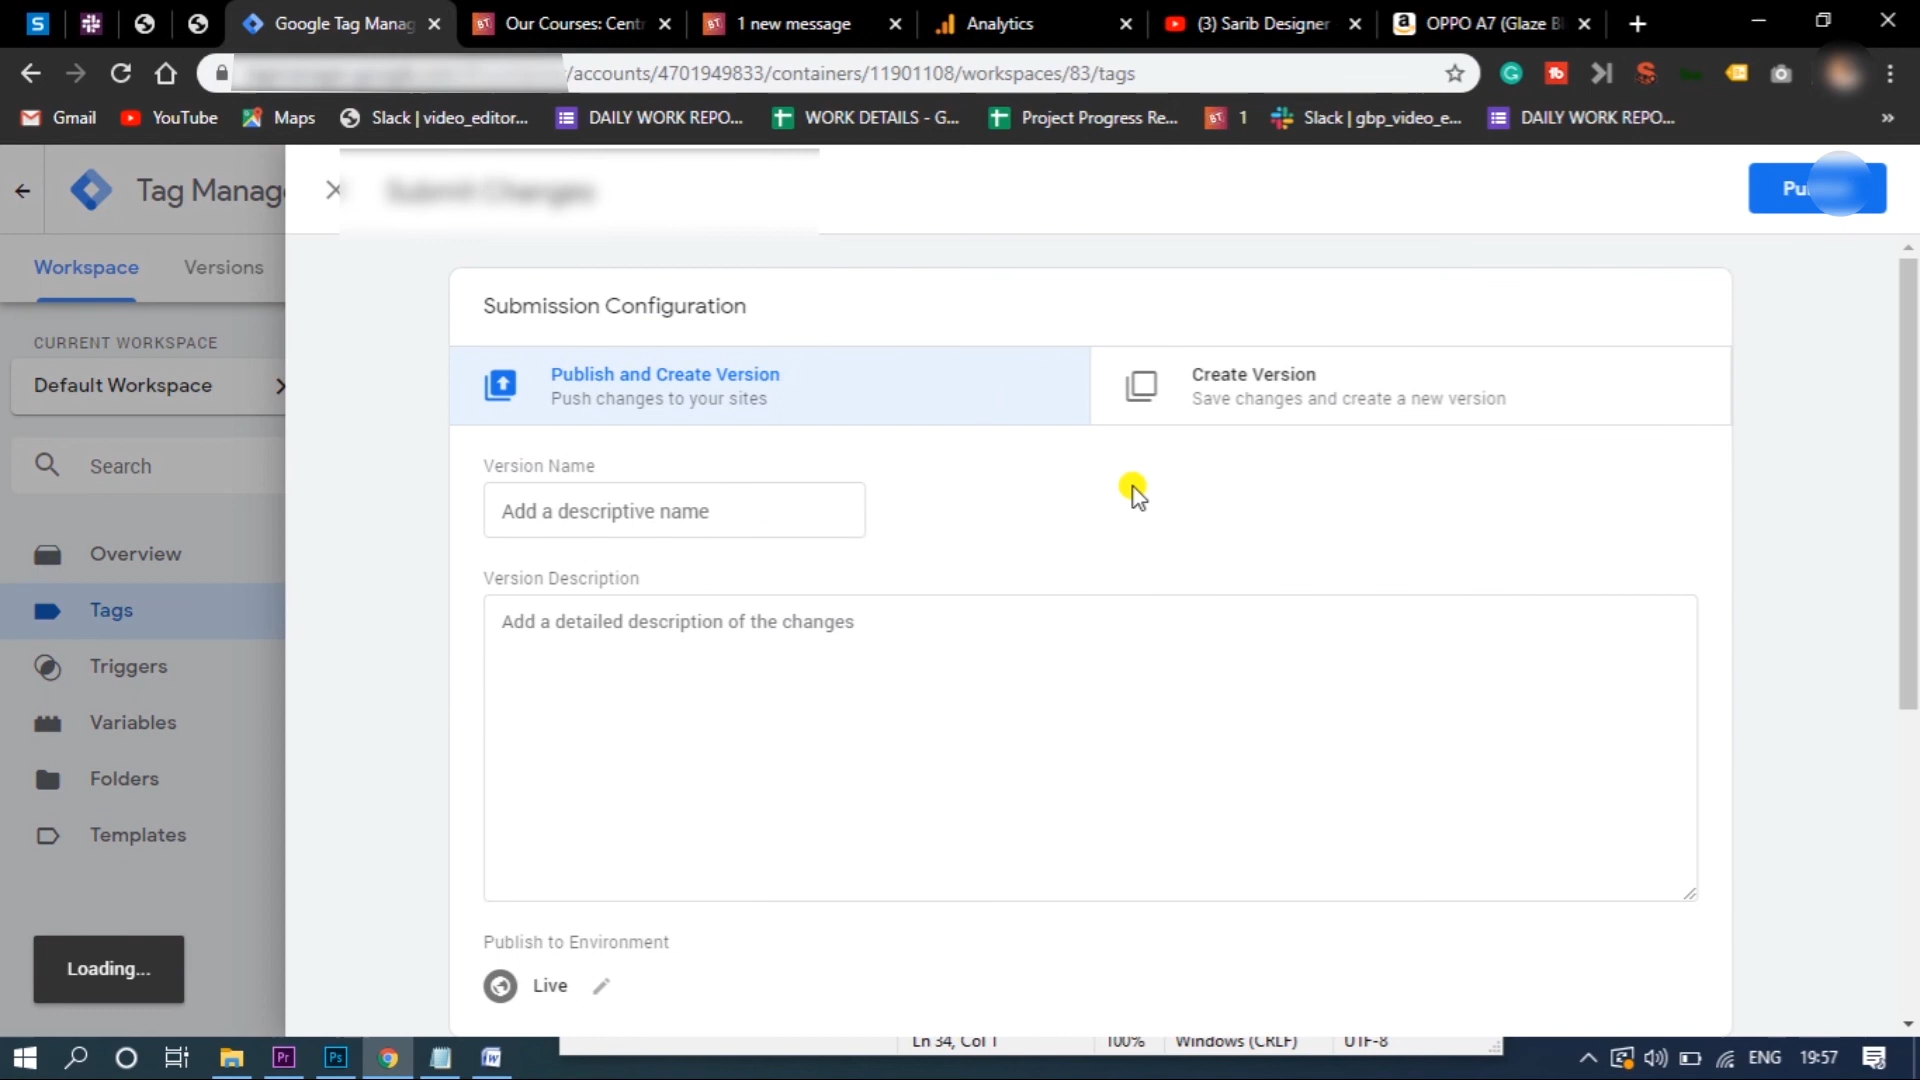 Google Tag Manag
Our Courses: Centr
1 new message
Analytics
(3) Sarib Designer
OPPO A7 (Glaze Bl
/accounts/4701949833/containers/11901108/workspaces/83/tags
Gmail
YouTube
Maps
Slack | video_editor...
DAILY WORK REPO...
WORK DETAILS - G...
Project Progress Re...
1
Slack | gbp_video_e...
DAILY WORK REPO...
»
Tag Manag
Submit Changes
Workspace
Versions
CURRENT WORKSPACE
Default Workspace
Search
Overview
Tags
Triggers
Variables
Folders
Templates
Loading...
Submission Configuration
Publish and Create Version
Push changes to your sites
Create Version
Save changes and create a new version
Version Name
Add a descriptive name
Version Description
Add a detailed description of the changes
Publish to Environment
Live
Ln 34, Col 1
100%
Windows (CRLF)
UTF-8
ENG
19:57